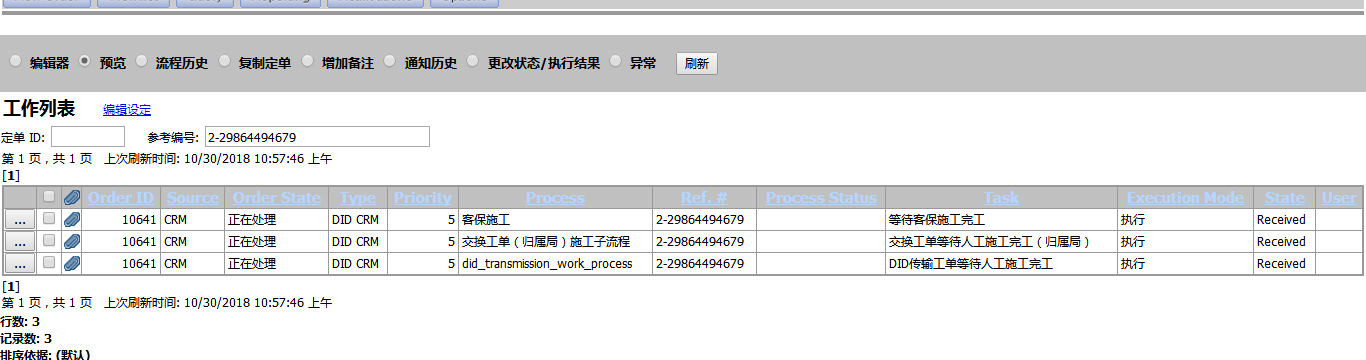 编辑器 预览 流程历史 复制定单 增加备注 通知历史 更改状态/执行结果 异常 刷新
工作列表 编辑设定
定单 ID: 参考编号: 2-29864494679
第 1 页 , 共 1 页 上次刷新时间: 10/30/2018 10:57:46 上午
[1]
Order ID Source Order State Type Priority Process Ref. # Process Status Task Execution Mode State User
... 10641 CRM 正在处理 DID CRM 5 客保施工 2-29864494679 等待客保施工完工 执行 Received
... 10641 CRM 正在处理 DID CRM 5 交换工单（归属局）施工子流程 2-29864494679 交换工单等待人工施工完工（归属局） 执行 Received
... 10641 CRM 正在处理 DID CRM 5 did_transmission_work_process 2-29864494679 DID传输工单等待人工施工完工 执行 Received
[1]
第 1 页 , 共 1 页 上次刷新时间: 10/30/2018 10:57:46 上午
行数: 3
记录数: 3
排序依据: (默认)